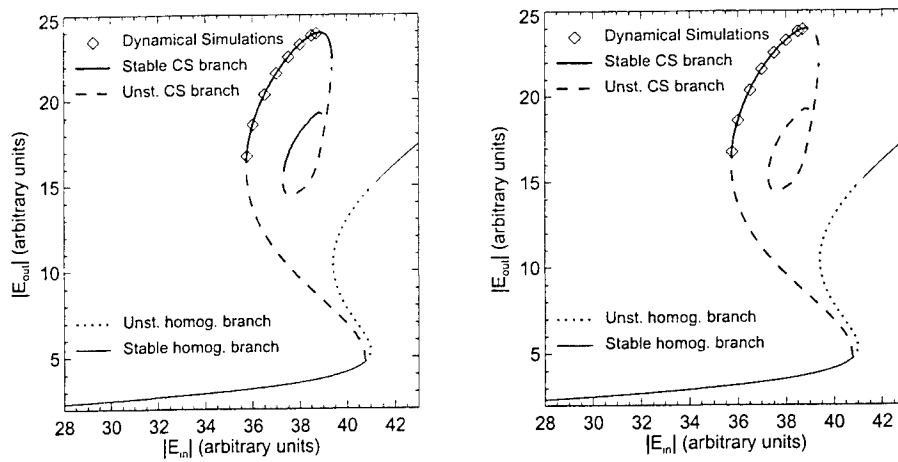 25
20
15
10
5
|E_out| (arbitrary units)
Dynamical Simulations
Stable CS branch
Unst. CS branch
Unst. homog. branch
Stable homog. branch
28 30 32 34 36 38 40 42
|E_in| (arbitrary units)
25
20
15
10
5
|E_out| (arbitrary units)
Dynamical Simulations
Stable CS branch
Unst. CS branch
Unst. homog. branch
Stable homog. branch
28 30 32 34 36 38 40 42
|E_in| (arbitrary units)